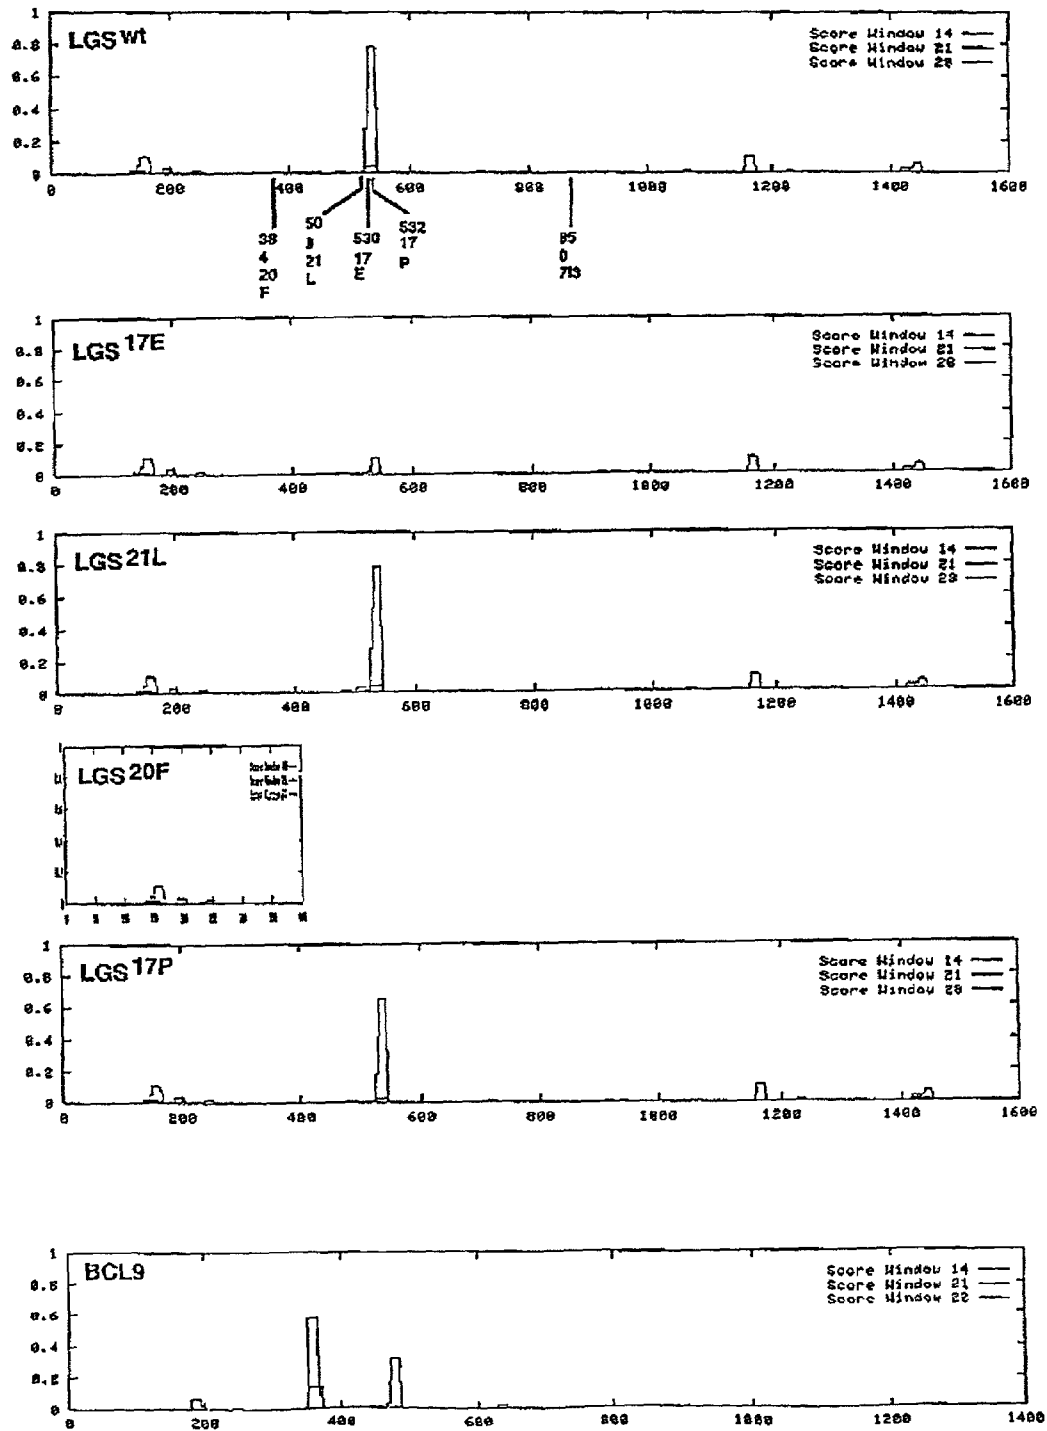 LGS wt
Score Window 14
Score Window 21
Score Window 28
1
0.8
0.6
0.4
0.2
0
0 200 400 600 800 1000 1200 1400 1600
38 4 20 F
50 3 21 L
530 17 E
532 17 P
85 0 713
LGS 17E
Score Window 14
Score Window 21
Score Window 28
1
0.8
0.6
0.4
0.2
0
0 200 400 600 800 1000 1200 1400 1600
LGS 21L
Score Window 14
Score Window 21
Score Window 28
1
0.8
0.6
0.4
0.2
0
0 200 400 600 800 1000 1200 1400 1600
LGS 20F
LGS 17P
Score Window 14
Score Window 21
Score Window 28
1
0.8
0.6
0.4
0.2
0
0 200 400 600 800 1000 1200 1400 1600
BCL9
Score Window 14
Score Window 21
Score Window 22
1
0.8
0.6
0.4
0.2
0
0 200 400 600 800 1000 1200 1400